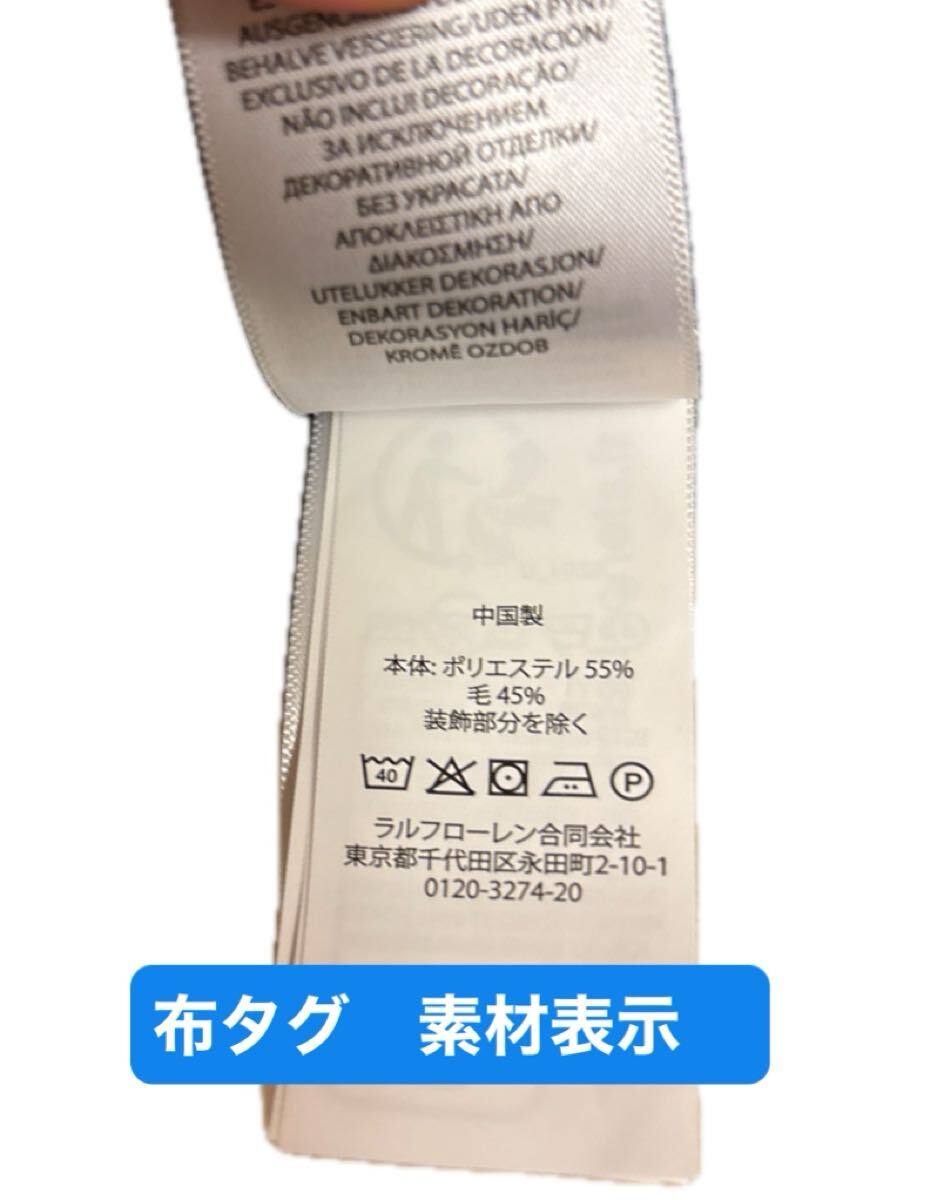 BEHALVE VERSIERING/UDEN PYNT/
EXCLUSIVO DE LA DECORACIÓN/
NÃO INCLUI DECORAÇÃO/
ЗА ИСКЛЮЧЕНИЕМ
ДЕКОРАТИВНОЙ ОТДЕЛКИ/
БЕЗ УКРАСАТА/
ΑΠΟΚΛΕΙΣΤΙΚΗ ΑΠΟ
ΔΙΑΚΟΣΜΗΣΗ/
UTELUKKER DEKORASJON/
ENBART DEKORATION/
DEKORASYON HARİÇ/
KROMĚ OZDOB
中国製
本体: ポリエステル 55%
毛 45%
装飾部分を除く
40
P
ラルフローレン合同会社
東京都千代田区永田町2-10-1
0120-3274-20
布タグ 素材表示